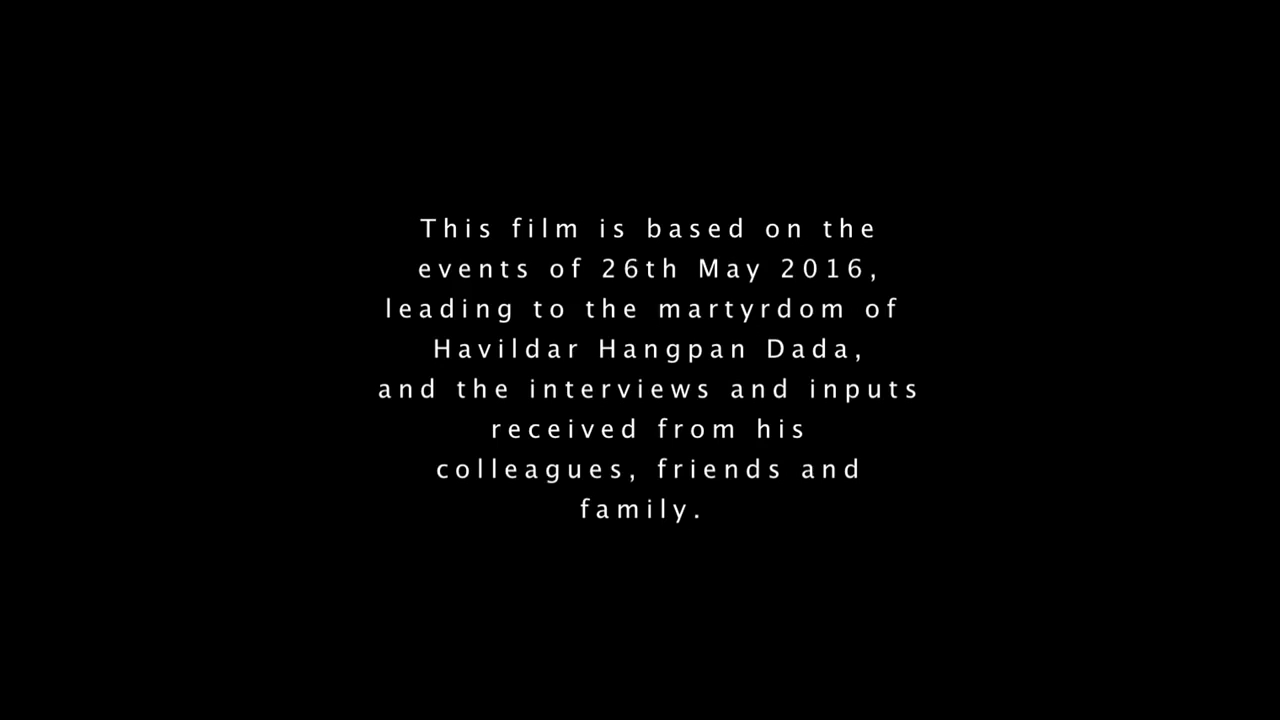 This film is based on the
events of 26th May 2016,
leading to the martyrdom of
Havildar Hangpan Dada,
and the interviews and inputs
received from his
colleagues, friends and
family.